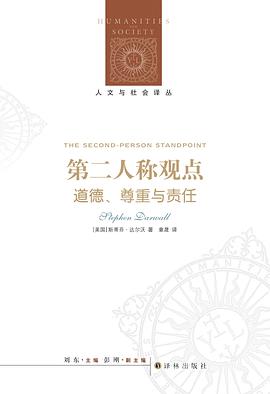 HUMANITIES
AND
SOCIETY
人文与社会译丛
THE SECOND-PERSON STANDPOINT
第二人称观点
道德、尊重与责任
Stephen Darwall
[美国]斯蒂芬·达尔沃 著 章晟 译
刘东·主编 彭刚·副主编
译林出版社